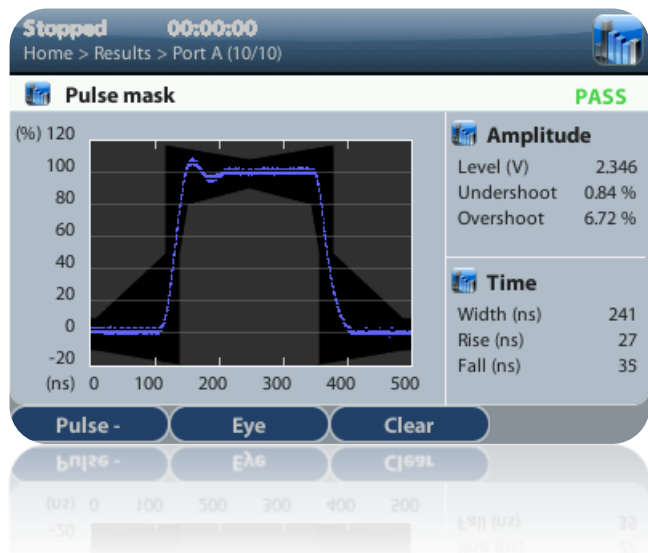 Stopped 00:00:00
Home > Results > Port A (10/10)
Pulse mask PASS
(%) 120
100
80
60
40
20
0
-20
(ns) 0 100 200 300 400 500
Amplitude
Level (V) 2.346
Undershoot 0.84 %
Overshoot 6.72 %
Time
Width (ns) 241
Rise (ns) 27
Fall (ns) 35
Pulse - Eye Clear